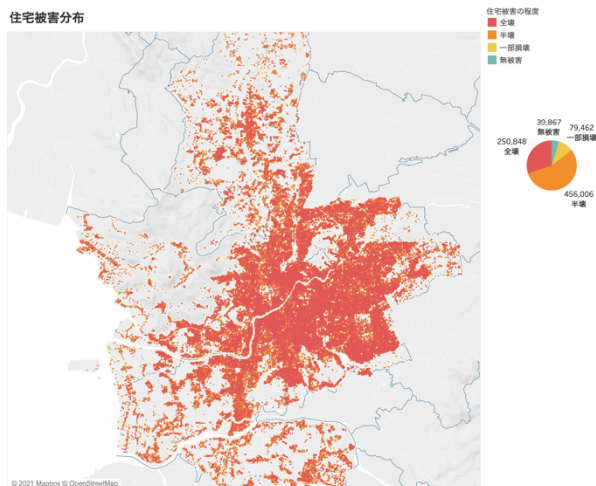 住宅被害分布
住宅被害の程度
全壊
半壊
一部損壊
無被害
39,867
無被害
79,462
一部損壊
250,848
全壊
456,006
半壊
© 2021 Mapbox © OpenStreetMap